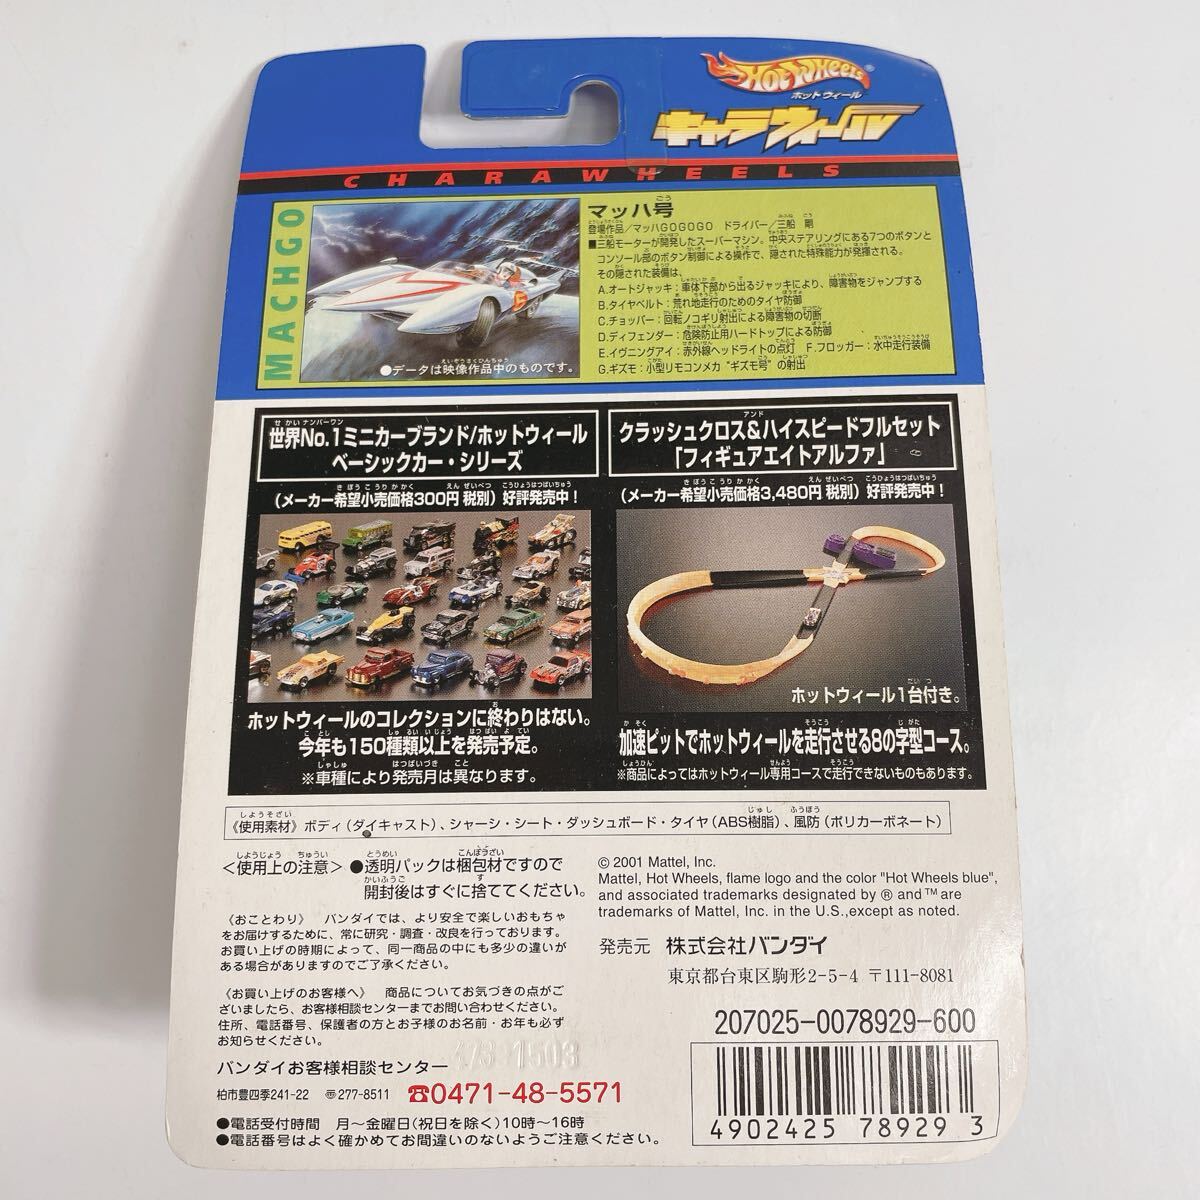 HOT WHEELS®
ホットウィール
キャラウィール
CHARAWHEELS
MACHGO
マッハ号
登場作品/マッハGOGOGO ドライバー/三船 剛
■三船モーターが開発したスーパーマシン。中央ステアリングにある7つのボタンと
コンソール部のボタン制御による操作で、隠された特殊能力が発揮される。
その隠された装備は、
A.オートジャッキ:車体下部から出るジャッキにより、障害物をジャンプする
B.タイヤベルト:荒れ地走行のためのタイヤ防御
C.チョッパー:回転ノコギリ射出による障害物の切断
D.ディフェンダー:危険防止用ハードトップによる防御
E.イヴニングアイ:赤外線ヘッドライトの点灯 F.フロッガー:水中走行装備
G.ギズモ:小型リモコンメカ "ギズモ号" の射出
●データは映像作品中のものです。
世界No.1ミニカーブランド/ホットウィール
ベーシックカー・シリーズ
(メーカー希望小売価格300円 税別) 好評発売中!
ホットウィールのコレクションに終わりはない。
今年も150種類以上を発売予定。
※車種により発売月は異なります。
クラッシュクロス&ハイスピードフルセット
「フィギュアエイトアルファ」
(メーカー希望小売価格3,480円 税別) 好評発売中!
ホットウィール1台付き。
加速ピットでホットウィールを走行させる8の字型コース。
※商品によってはホットウィール専用コースで走行できないものもあります。
《使用素材》ボディ(ダイキャスト)、シャーシ・シート・ダッシュボード・タイヤ(ABS樹脂)、風防(ポリカーボネート)
<使用上の注意> ●透明パックは梱包材ですので
開封後はすぐに捨ててください。
《おことわり》 バンダイでは、より安全で楽しいおもちゃ
をお届けするために、常に研究・調査・改良を行っております。
お買い上げの時期によって、同一商品の中にも多少の違いが
ある場合がありますのでご了承ください。
《お買い上げのお客様へ》 商品についてお気づきの点がご
ざいましたら、お客様相談センターまでお問い合わせください。
住所、電話番号、保護者の方とお子様のお名前・お年も必ず
お知らせください。
バンダイお客様相談センター
柏市豊四季241-22 〒277-8511 ☎0471-48-5571
●電話受付時間 月〜金曜日(祝日を除く)10時〜16時
●電話番号はよく確かめてお間違いのないようご注意ください。
© 2001 Mattel, Inc.
Mattel, Hot Wheels, flame logo and the color "Hot Wheels blue",
and associated trademarks designated by ® and ™ are
trademarks of Mattel, Inc. in the U.S.,except as noted.
発売元 株式会社バンダイ
東京都台東区駒形2-5-4 〒111-8081
207025-0078929-600
4902425 78929 3